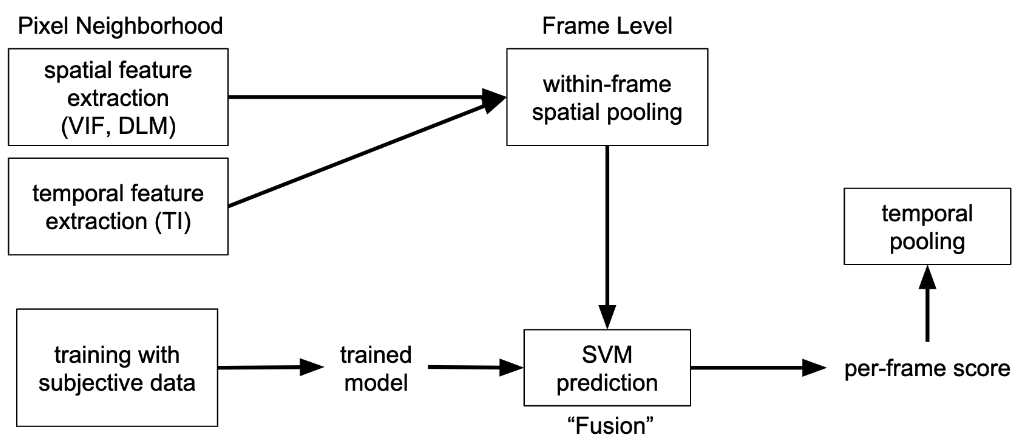 Pixel Neighborhood
Frame Level
spatial feature
extraction
(VIF, DLM)
within-frame
spatial pooling
temporal feature
extraction (TI)
temporal
pooling
training with
subjective data
trained
model
SVM
prediction
per-frame score
“Fusion”